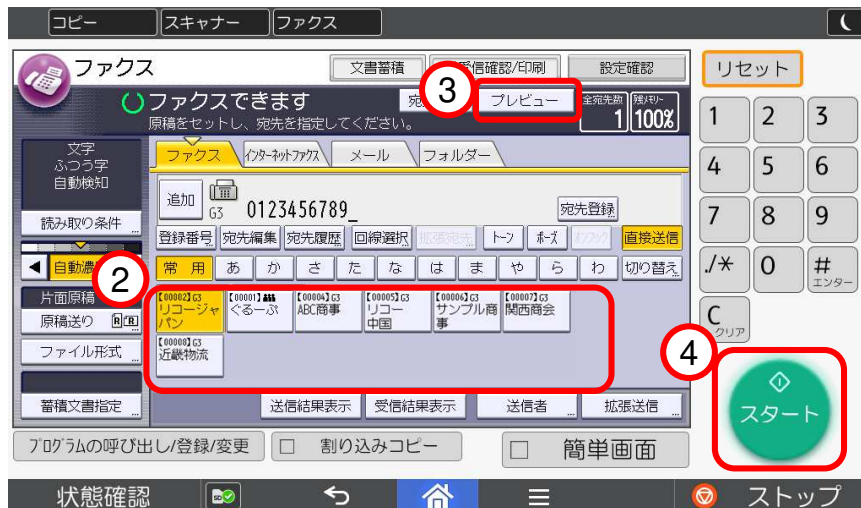 コピー スキャナー ファクス
ファクス 文書蓄積 受信確認/印刷 設定確認 リセット
3
ファクスできます 宛 プレビュー 全宛先数 残メモリ-
原稿をセットし、宛先を指定してください。 1 100%
1 2 3
文字
ふつう字
自動検知
ファクス インターネットファクス メール フォルダー
4 5 6
追加 G3 0123456789_ 宛先登録
読み取り条件
登録番号 宛先編集 宛先履歴 回線選択 拡張宛先 トーン ポーズ オンフック 直接送信
7 8 9
自動濃
常用 あ か さ た な は ま や ら わ 切り替え
./* 0 #
エンター
2
片面原稿
原稿送り R R
【00002】G3 【00001】 【00004】G3 【00005】G3 【00006】G3 【00007】G3
リコージャパン ぐるーぷ ABC商事 リコー中国 サンプル商事 関西商会
C
クリア
【00008】G3
近畿物流
ファイル形式
4
スタート
蓄積文書指定 送信結果表示 受信結果表示 送信者 拡張送信
プログラムの呼び出し/登録/変更 割り込みコピー 簡単画面
状態確認 SD ストップ